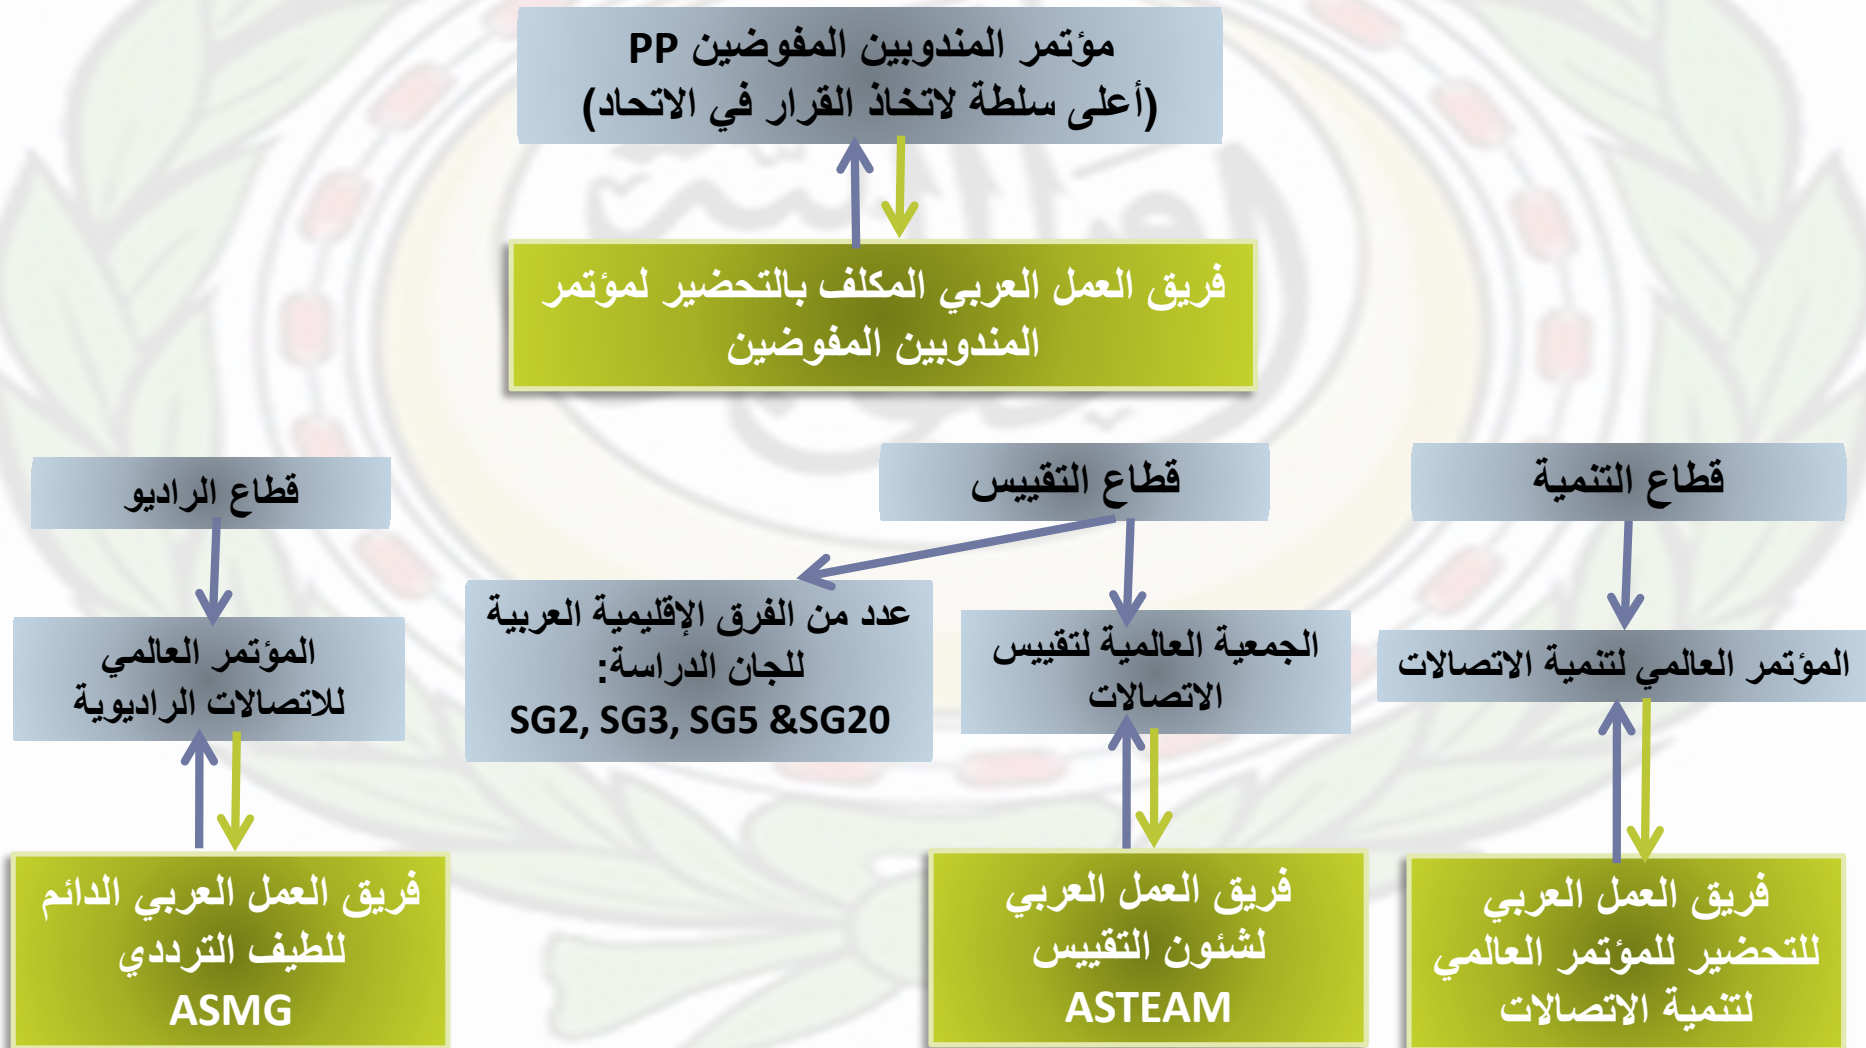 مؤتمر المندوبين المفوضين PP
(أعلى سلطة لاتخاذ القرار في الاتحاد)
فريق العمل العربي المكلف بالتحضير لمؤتمر
المندوبين المفوضين
قطاع التنمية
قطاع التقييس
قطاع الراديو
المؤتمر العالمي لتنمية الاتصالات
الجمعية العالمية لتقييس
الاتصالات
عدد من الفرق الإقليمية العربية
للجان الدراسة:
SG2, SG3, SG5 &SG20
المؤتمر العالمي
للاتصالات الراديوية
فريق العمل العربي
للتحضير للمؤتمر العالمي
لتنمية الاتصالات
فريق العمل العربي
لشئون التقييس
ASTEAM
فريق العمل العربي الدائم
للطيف الترددي
ASMG